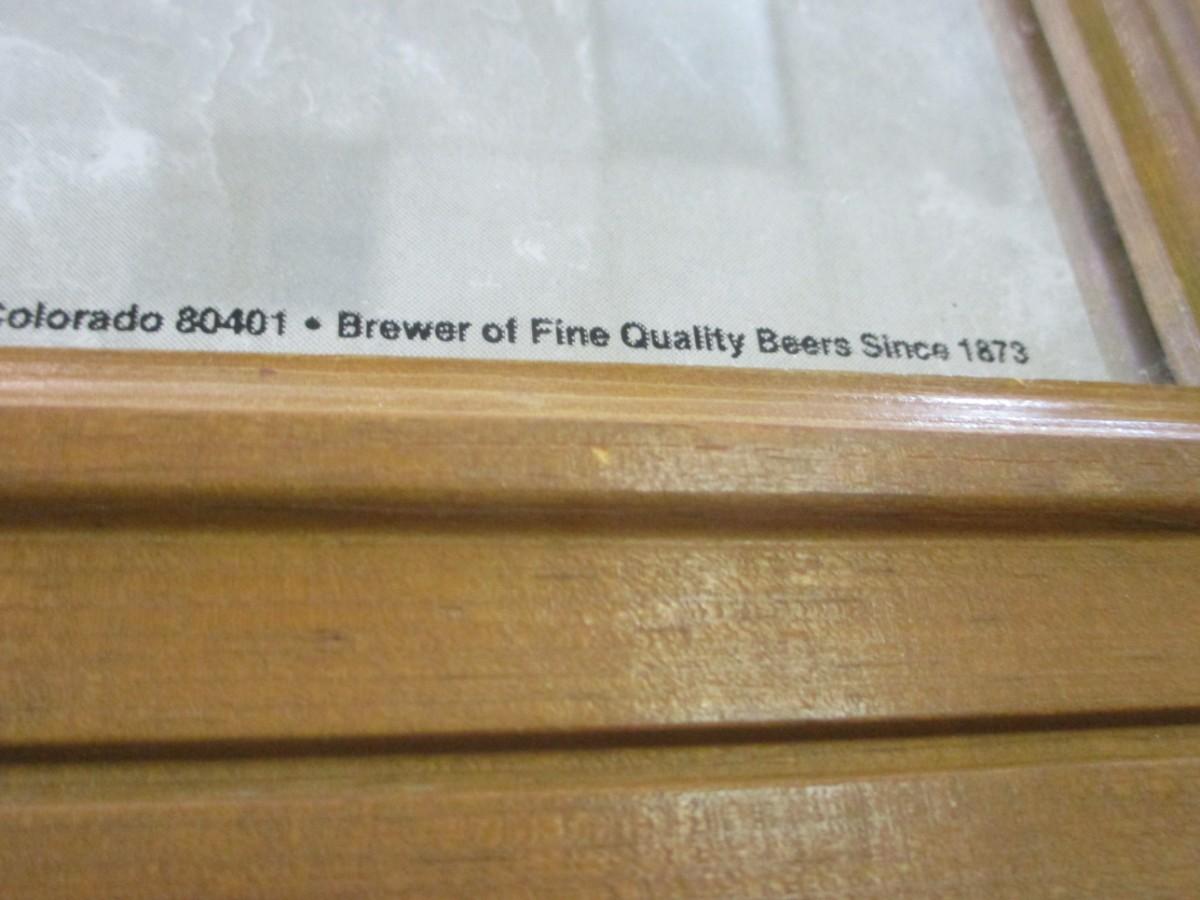 Colorado 80401 • Brewer of Fine Quality Beers Since 1873